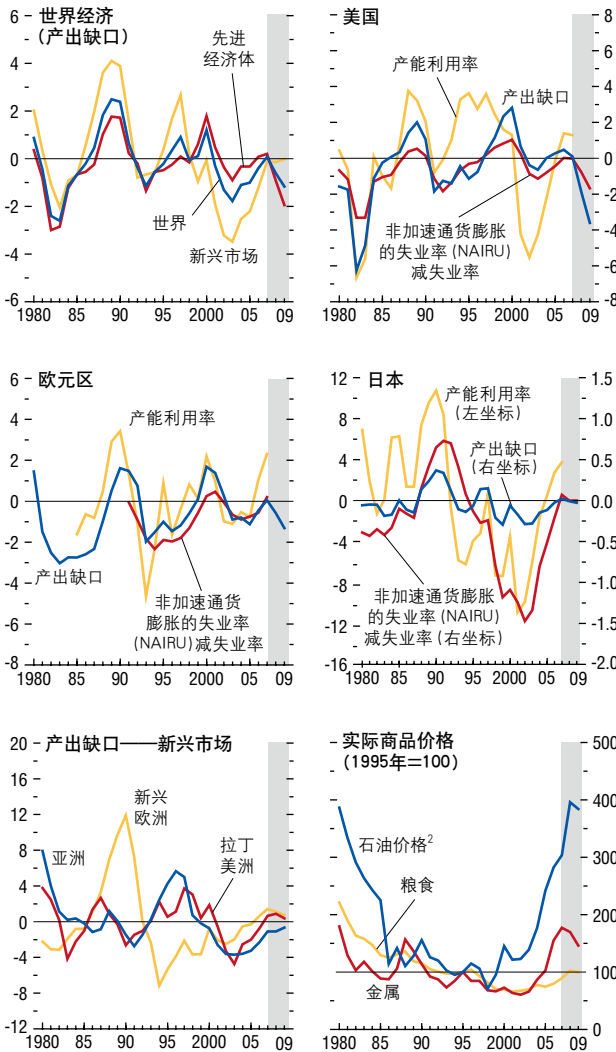 世界经济
(产出缺口)
6
4
2
0
-2
-4
-6
先进
经济体
世界
新兴市场
1980 85 90 95 2000 05 09
美国
8
6
4
2
0
-2
-4
-6
-8
产能利用率
产出缺口
非加速通货膨胀
的失业率(NAIRU)
减失业率
1980 85 90 95 2000 05 09
欧元区
6
4
2
0
-2
-4
-6
-8
产能利用率
产出缺口
非加速通货
膨胀的失业率
(NAIRU)减失业率
1980 85 90 95 2000 05 09
日本
12
8
4
0
-4
-8
-12
-16
1.5
1.0
0.5
0.0
-0.5
-1.0
-1.5
-2.0
产能利用率
(左坐标)
产出缺口
(右坐标)
非加速通货膨胀
的失业率(NAIRU)
减失业率(右坐标)
1980 85 90 95 2000 05 09
产出缺口——新兴市场
20
16
12
8
4
0
-4
-8
-12
新兴
欧洲
亚洲
拉丁
美洲
1980 85 90 95 2000 05 09
实际商品价格
(1995年=100)
500
400
300
200
100
0
石油价格2
粮食
金属
1980 85 90 95 2000 05 09